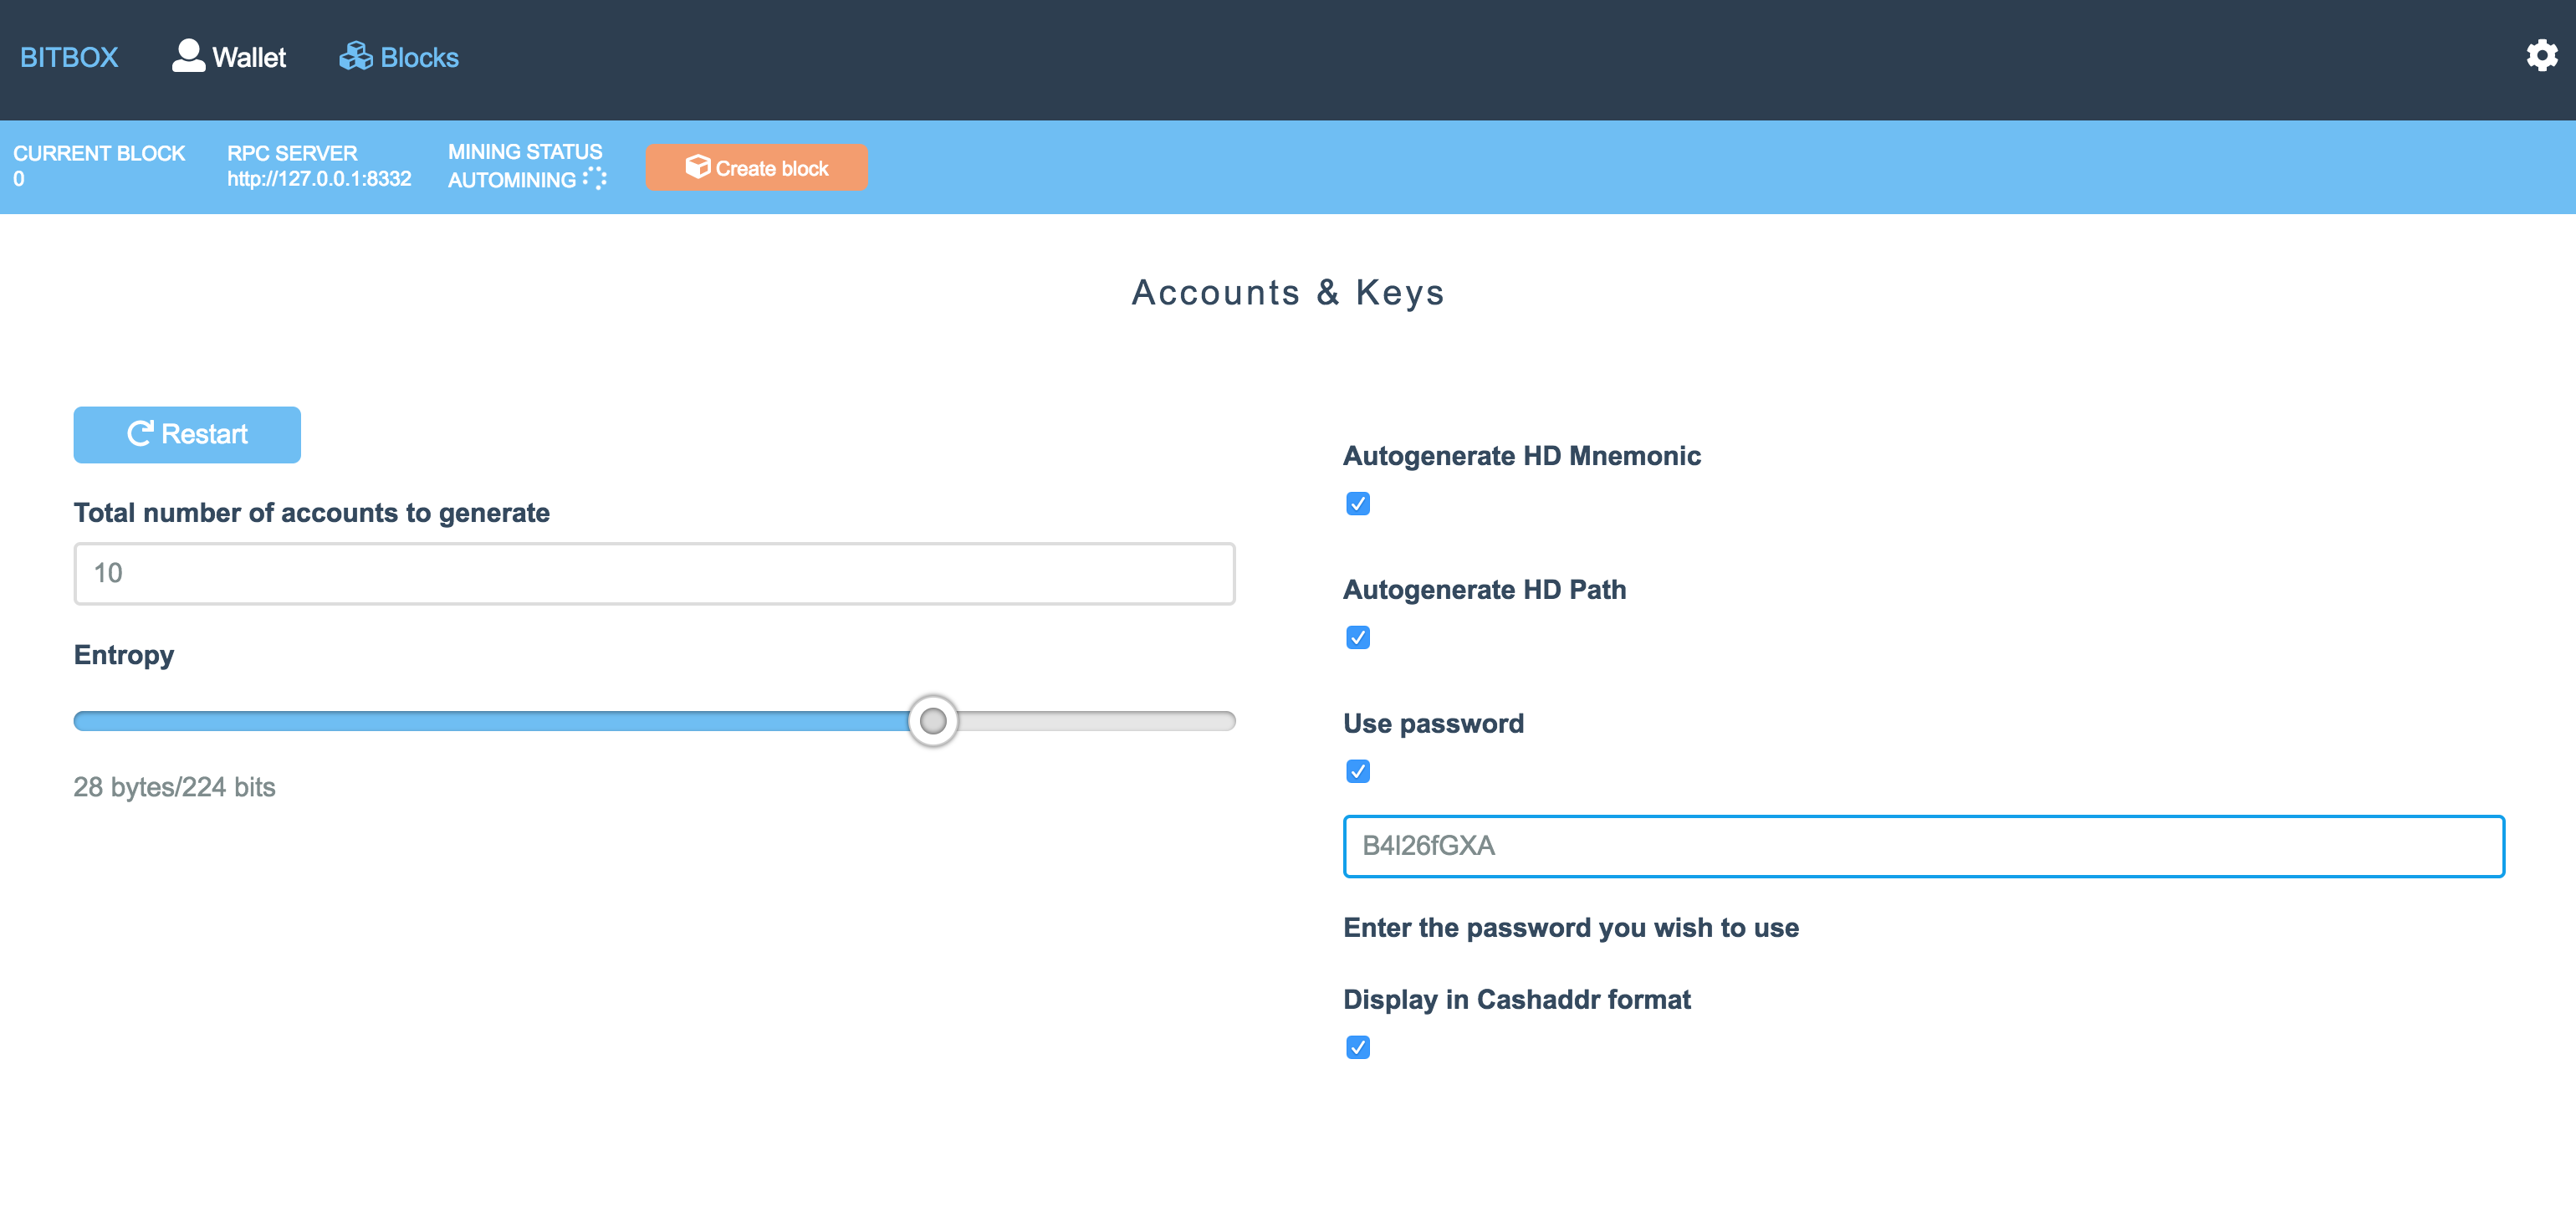 BITBOX Wallet Blocks
CURRENT BLOCK
0
RPC SERVER
http://127.0.0.1:8332
MINING STATUS
AUTOMINING
Create block
Accounts & Keys
Restart
Total number of accounts to generate
10
Entropy
28 bytes/224 bits
Autogenerate HD Mnemonic
Autogenerate HD Path
Use password
B4l26fGXA
Enter the password you wish to use
Display in Cashaddr format